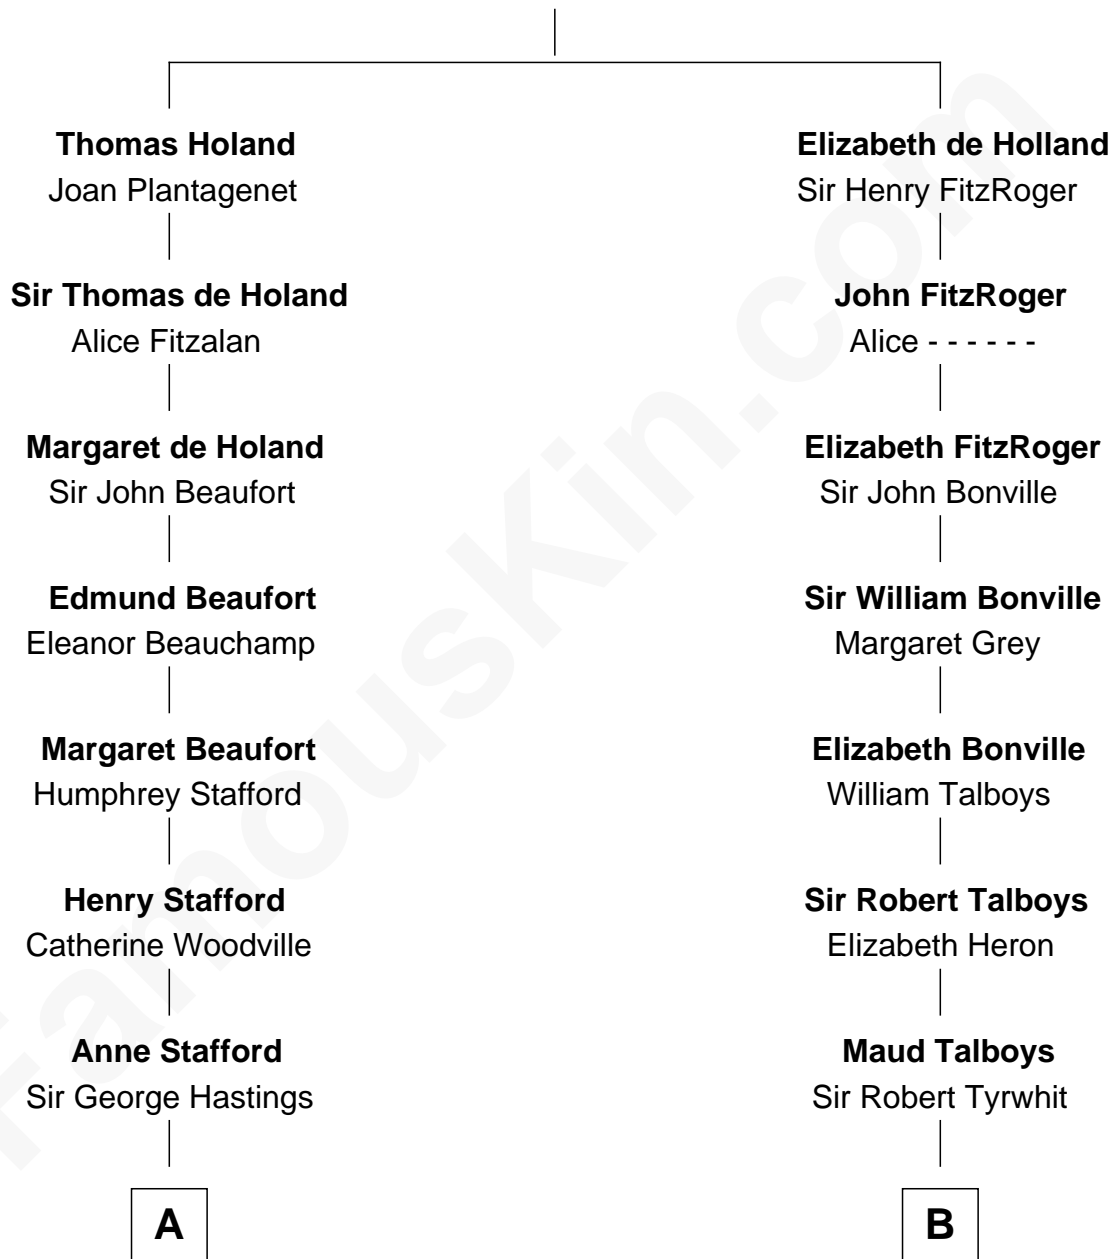 Thomas Holand
Joan Plantagenet
Sir Thomas de Holand
Alice Fitzalan
Margaret de Holand
Sir John Beaufort
Edmund Beaufort
Eleanor Beauchamp
Margaret Beaufort
Humphrey Stafford
Henry Stafford
Catherine Woodville
Anne Stafford
Sir George Hastings
A
Elizabeth de Holland
Sir Henry FitzRoger
John FitzRoger
Alice - - - - - -
Elizabeth FitzRoger
Sir John Bonville
Sir William Bonville
Margaret Grey
Elizabeth Bonville
William Talboys
Sir Robert Talboys
Elizabeth Heron
Maud Talboys
Sir Robert Tyrwhit
B
FamousKin.com